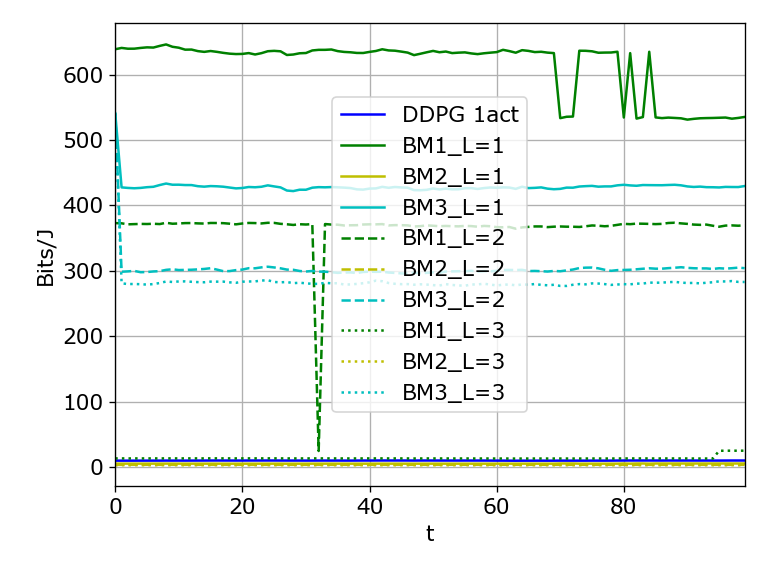 600
500
400
300
200
100
0
Bits/J
DDPG 1act
BM1_L=1
BM2_L=1
BM3_L=1
BM1_L=2
BM2_L=2
BM3_L=2
BM1_L=3
BM2_L=3
BM3_L=3
0 20 40 60 80
t